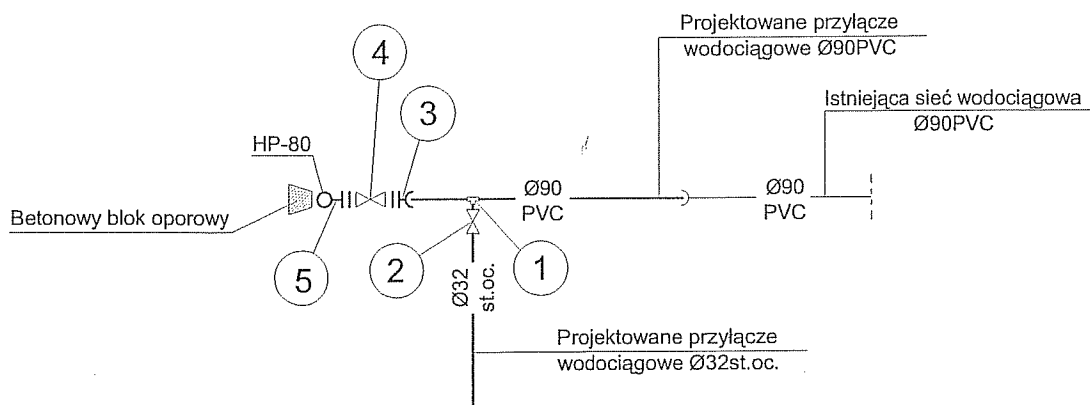 Projektowane przyłącze
wodociągowe Ø90PVC
4
Istniejąca sieć wodociągowa
Ø90PVC
3
HP-80
Ø90
PVC
Ø90
PVC
Betonowy blok oporowy
5
2
1
Ø32
st.oc.
Projektowane przyłącze
wodociągowe Ø32st.oc.